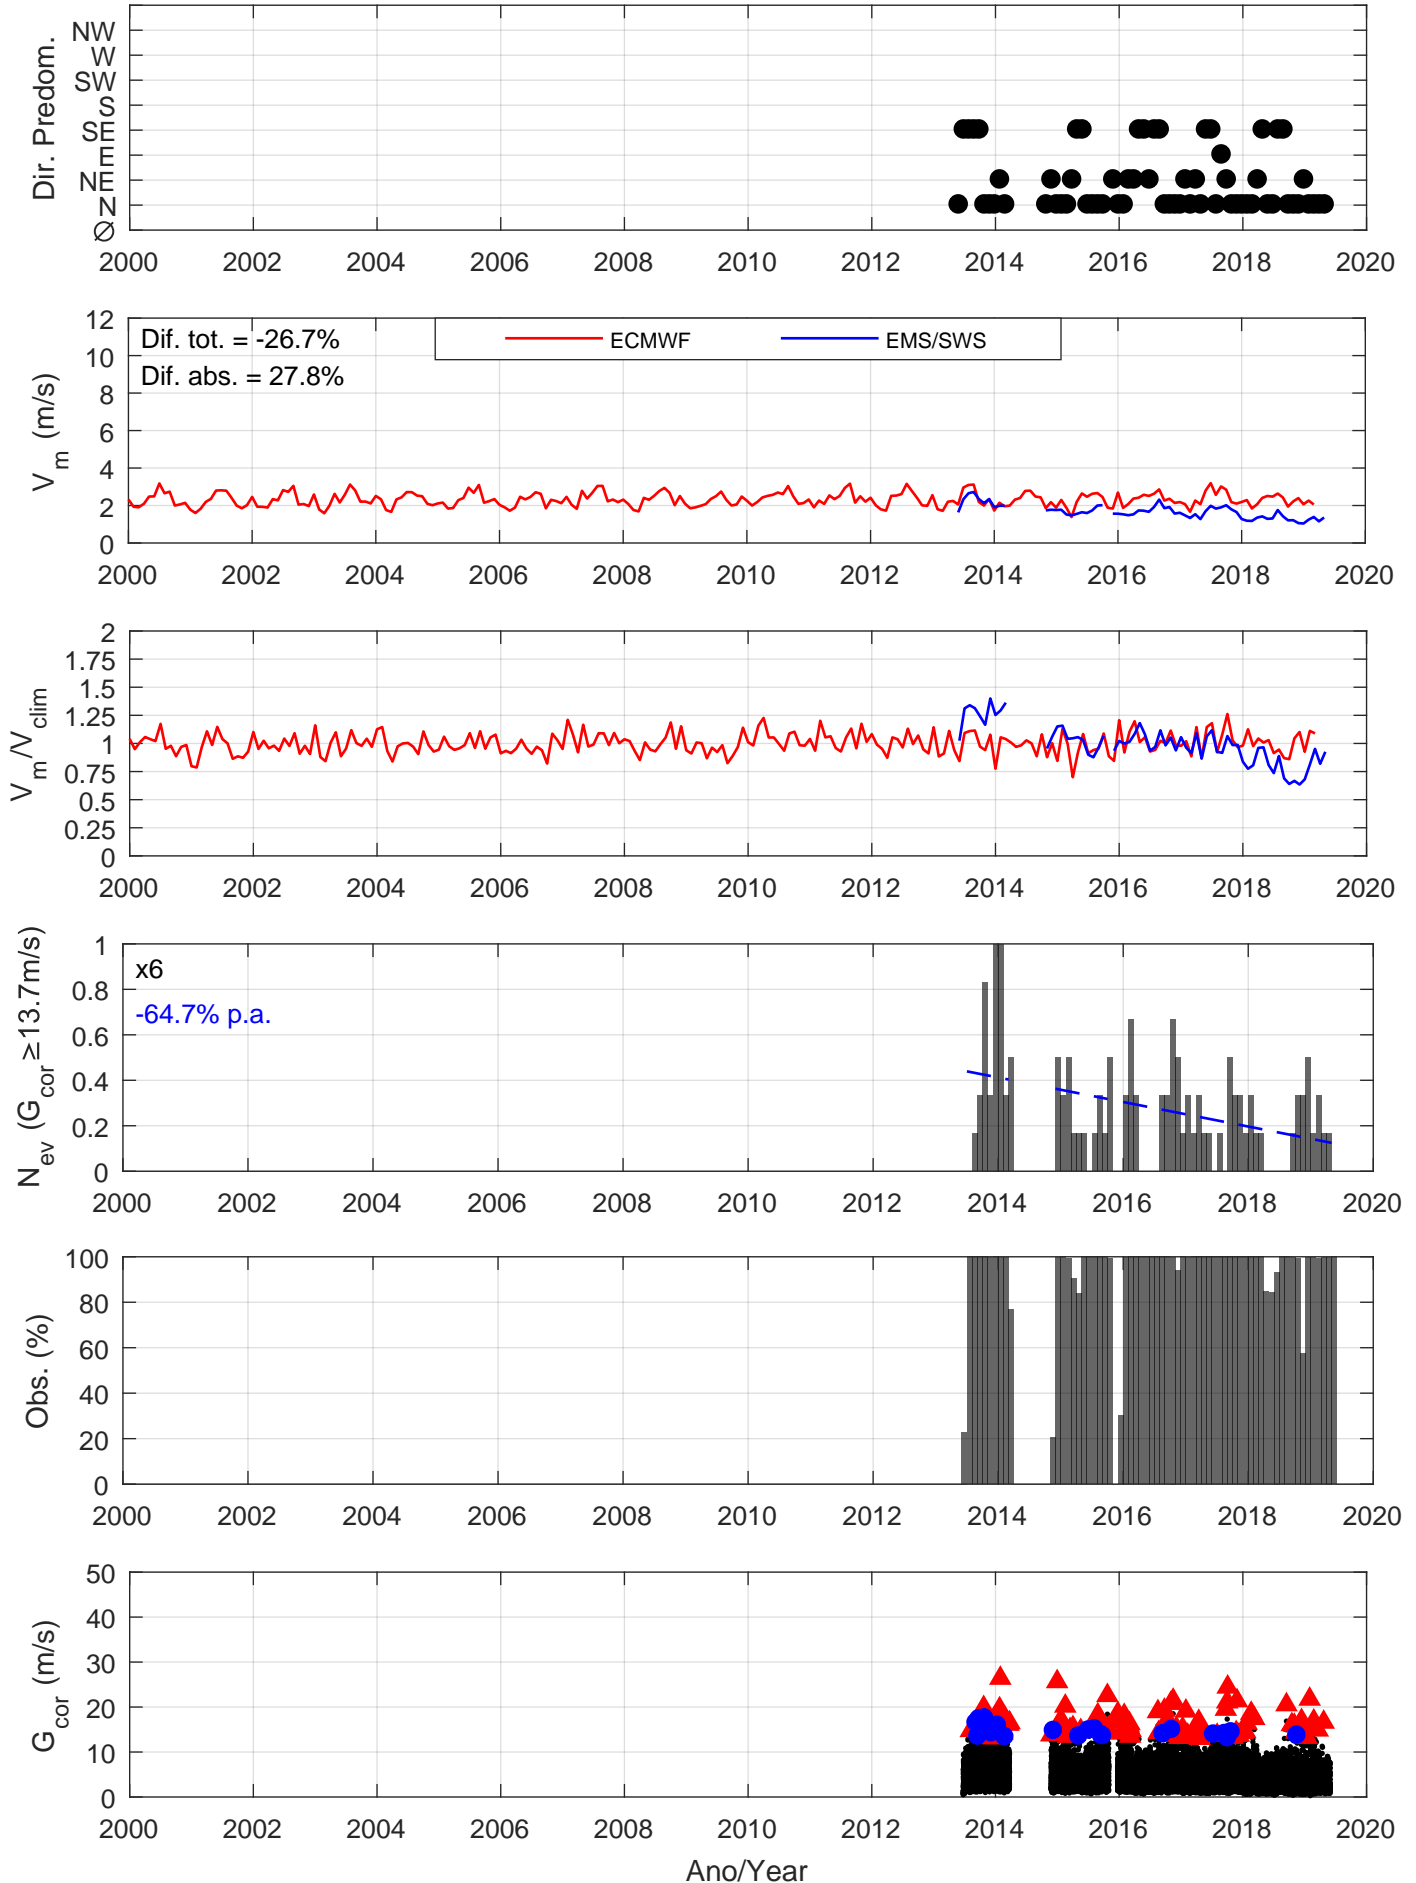 Dir. Predom.
NW
W
SW
S
SE
E
NE
N
Ø
2000 2002 2004 2006 2008 2010 2012 2014 2016 2018 2020
V_m (m/s)
12
10
8
6
4
2
0
Dif. tot. = -26.7%
Dif. abs. = 27.8%
ECMWF
EMS/SWS
2000 2002 2004 2006 2008 2010 2012 2014 2016 2018 2020
V_m/V_clim
2
1.75
1.5
1.25
1
0.75
0.5
0.25
0
2000 2002 2004 2006 2008 2010 2012 2014 2016 2018 2020
N_ev (G_cor ≥13.7m/s)
1
0.8
0.6
0.4
0.2
0
x6
-64.7% p.a.
2000 2002 2004 2006 2008 2010 2012 2014 2016 2018 2020
Obs. (%)
100
80
60
40
20
0
2000 2002 2004 2006 2008 2010 2012 2014 2016 2018 2020
G_cor (m/s)
50
40
30
20
10
0
2000 2002 2004 2006 2008 2010 2012 2014 2016 2018 2020
Ano/Year